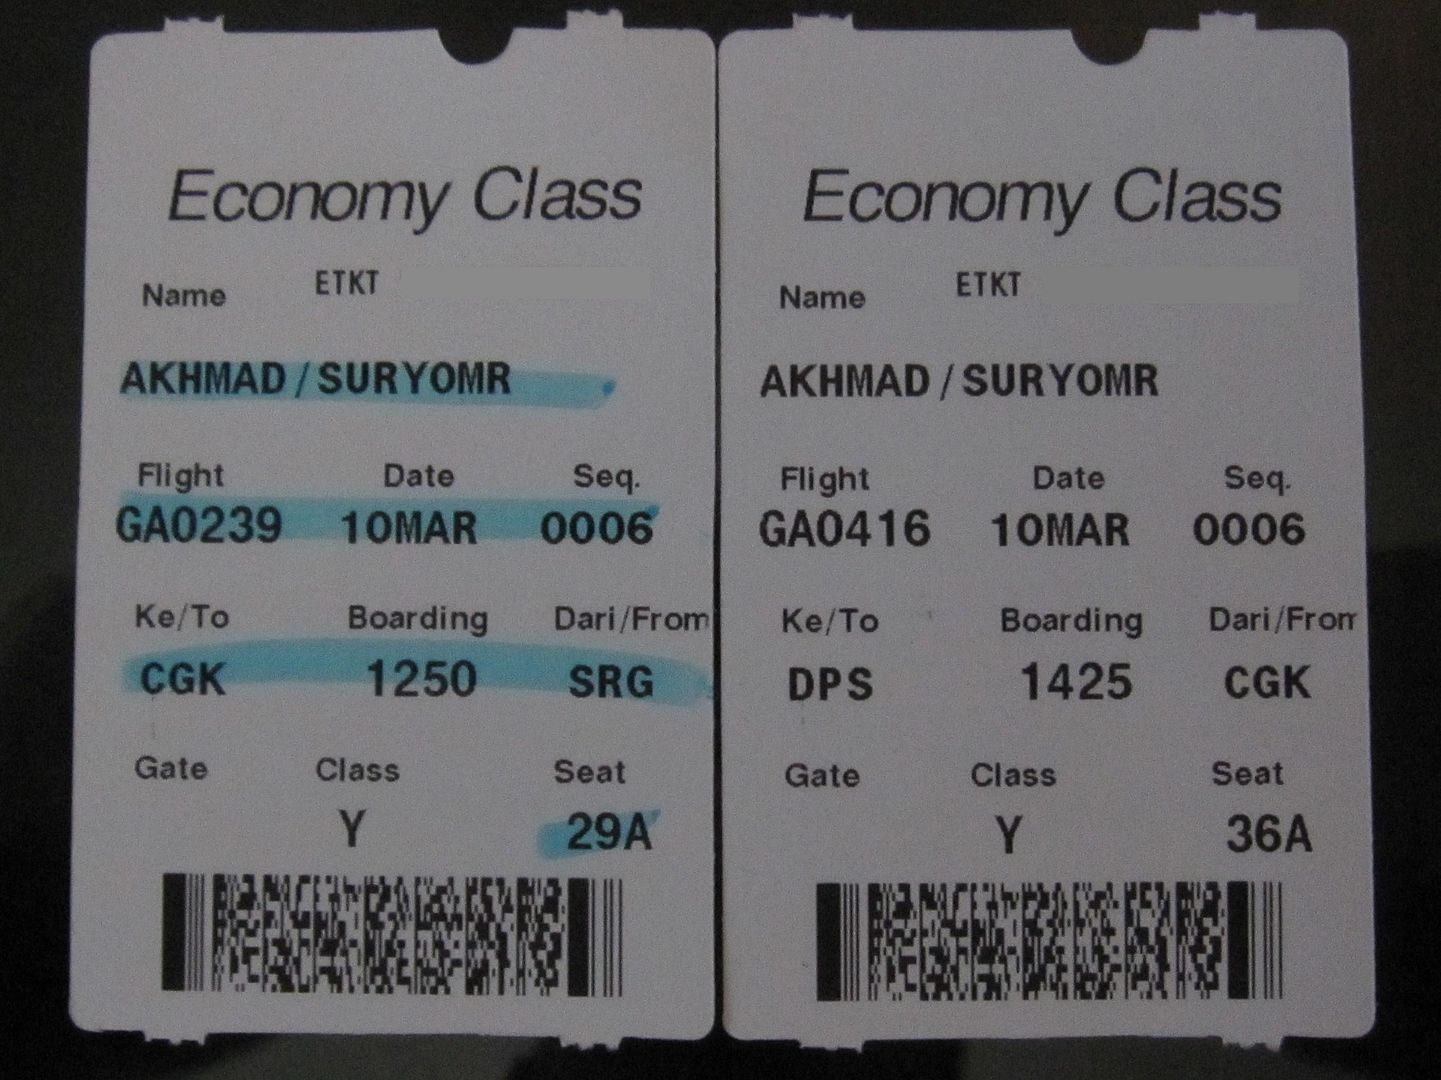 Economy Class
Name ETKT
AKHMAD / SURYOMR
Flight Date Seq.
GA0239 10MAR 0006
Ke/To Boarding Dari/From
CGK 1250 SRG
Gate Class Seat
Y 29A
Economy Class
Name ETKT
AKHMAD / SURYOMR
Flight Date Seq.
GA0416 10MAR 0006
Ke/To Boarding Dari/From
DPS 1425 CGK
Gate Class Seat
Y 36A